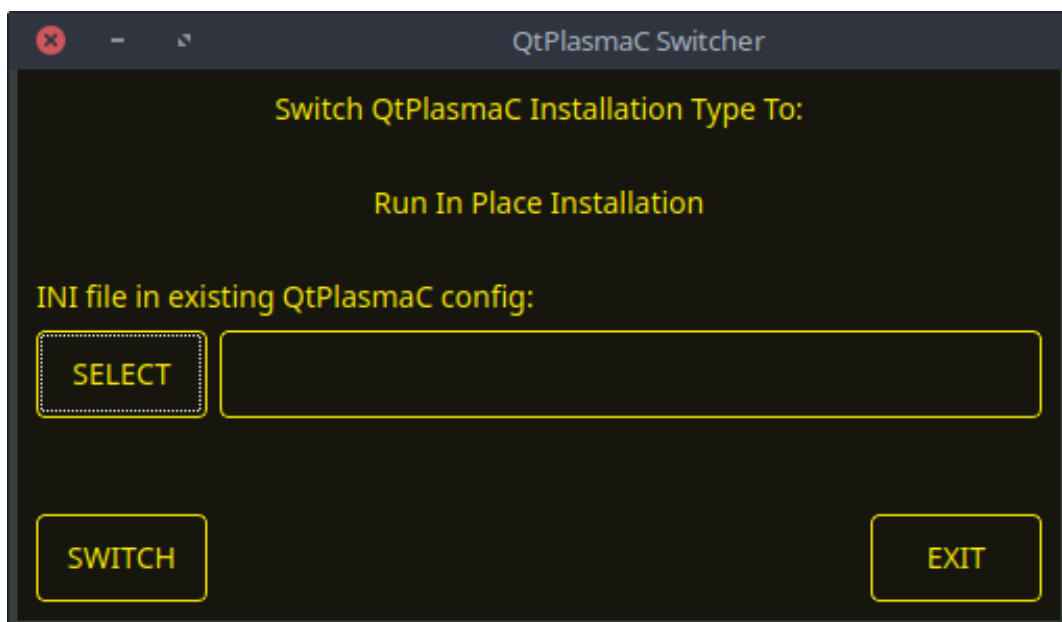 QtPlasmaC Switcher
Switch QtPlasmaC Installation Type To:
Run In Place Installation
INI file in existing QtPlasmaC config:
SELECT
SWITCH EXIT